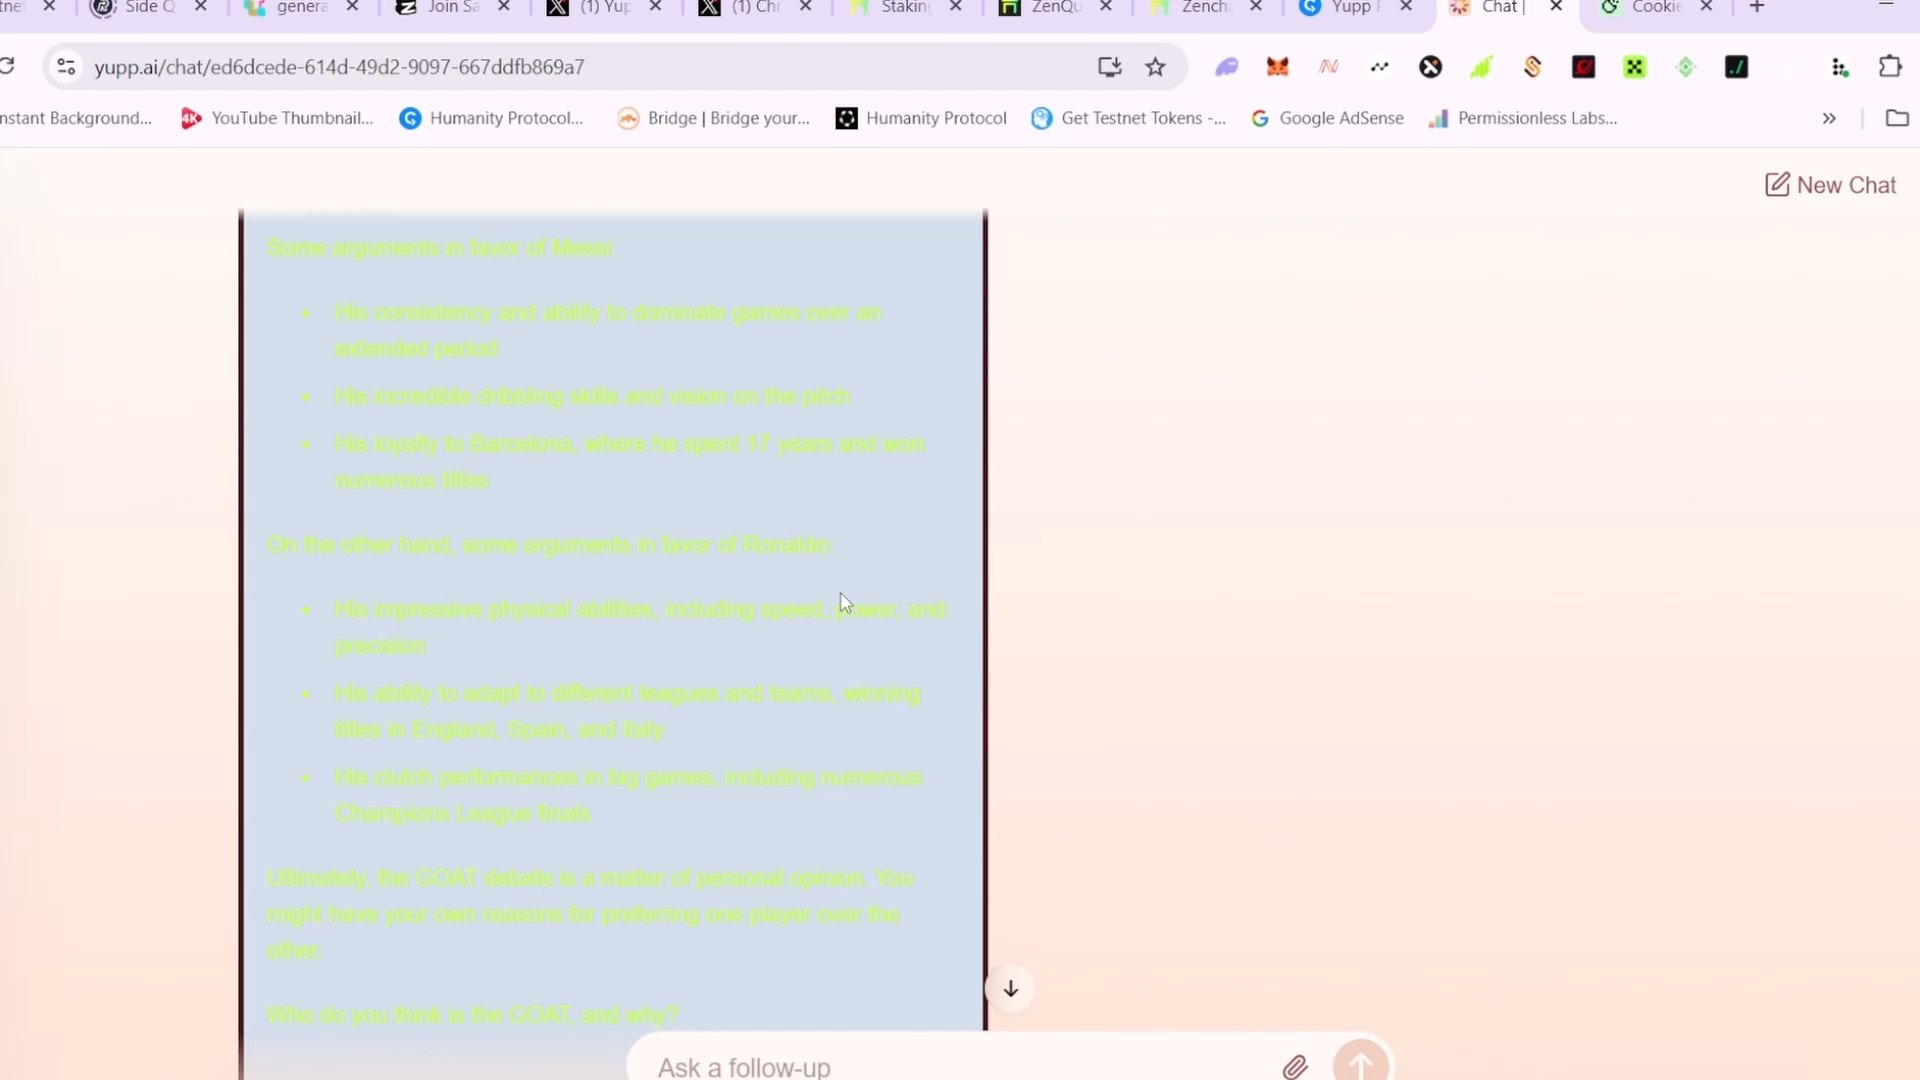 Side Q
genera
Join Sa
(1) Yup
(1) Chr
Staking
ZenQu
Zencha
Yupp F
Chat |
Cookie
yupp.ai/chat/ed6dcede-614d-49d2-9097-667ddfb869a7
nstant Background...
YouTube Thumbnail...
Humanity Protocol...
Bridge | Bridge your...
Humanity Protocol
Get Testnet Tokens -...
Google AdSense
Permissionless Labs...
New Chat
Some arguments in favor of Messi:
• His consistency and ability to dominate games over an
extended period
• His incredible dribbling skills and vision on the pitch
• His loyalty to Barcelona, where he spent 17 years and won
numerous titles
On the other hand, some arguments in favor of Ronaldo:
• His impressive physical abilities, including speed, power, and
precision
• His ability to adapt to different leagues and teams, winning
titles in England, Spain, and Italy
• His clutch performances in big games, including numerous
Champions League finals
Ultimately, the GOAT debate is a matter of personal opinion. You
might have your own reasons for preferring one player over the
other.
Who do you think is the GOAT, and why?
Ask a follow-up